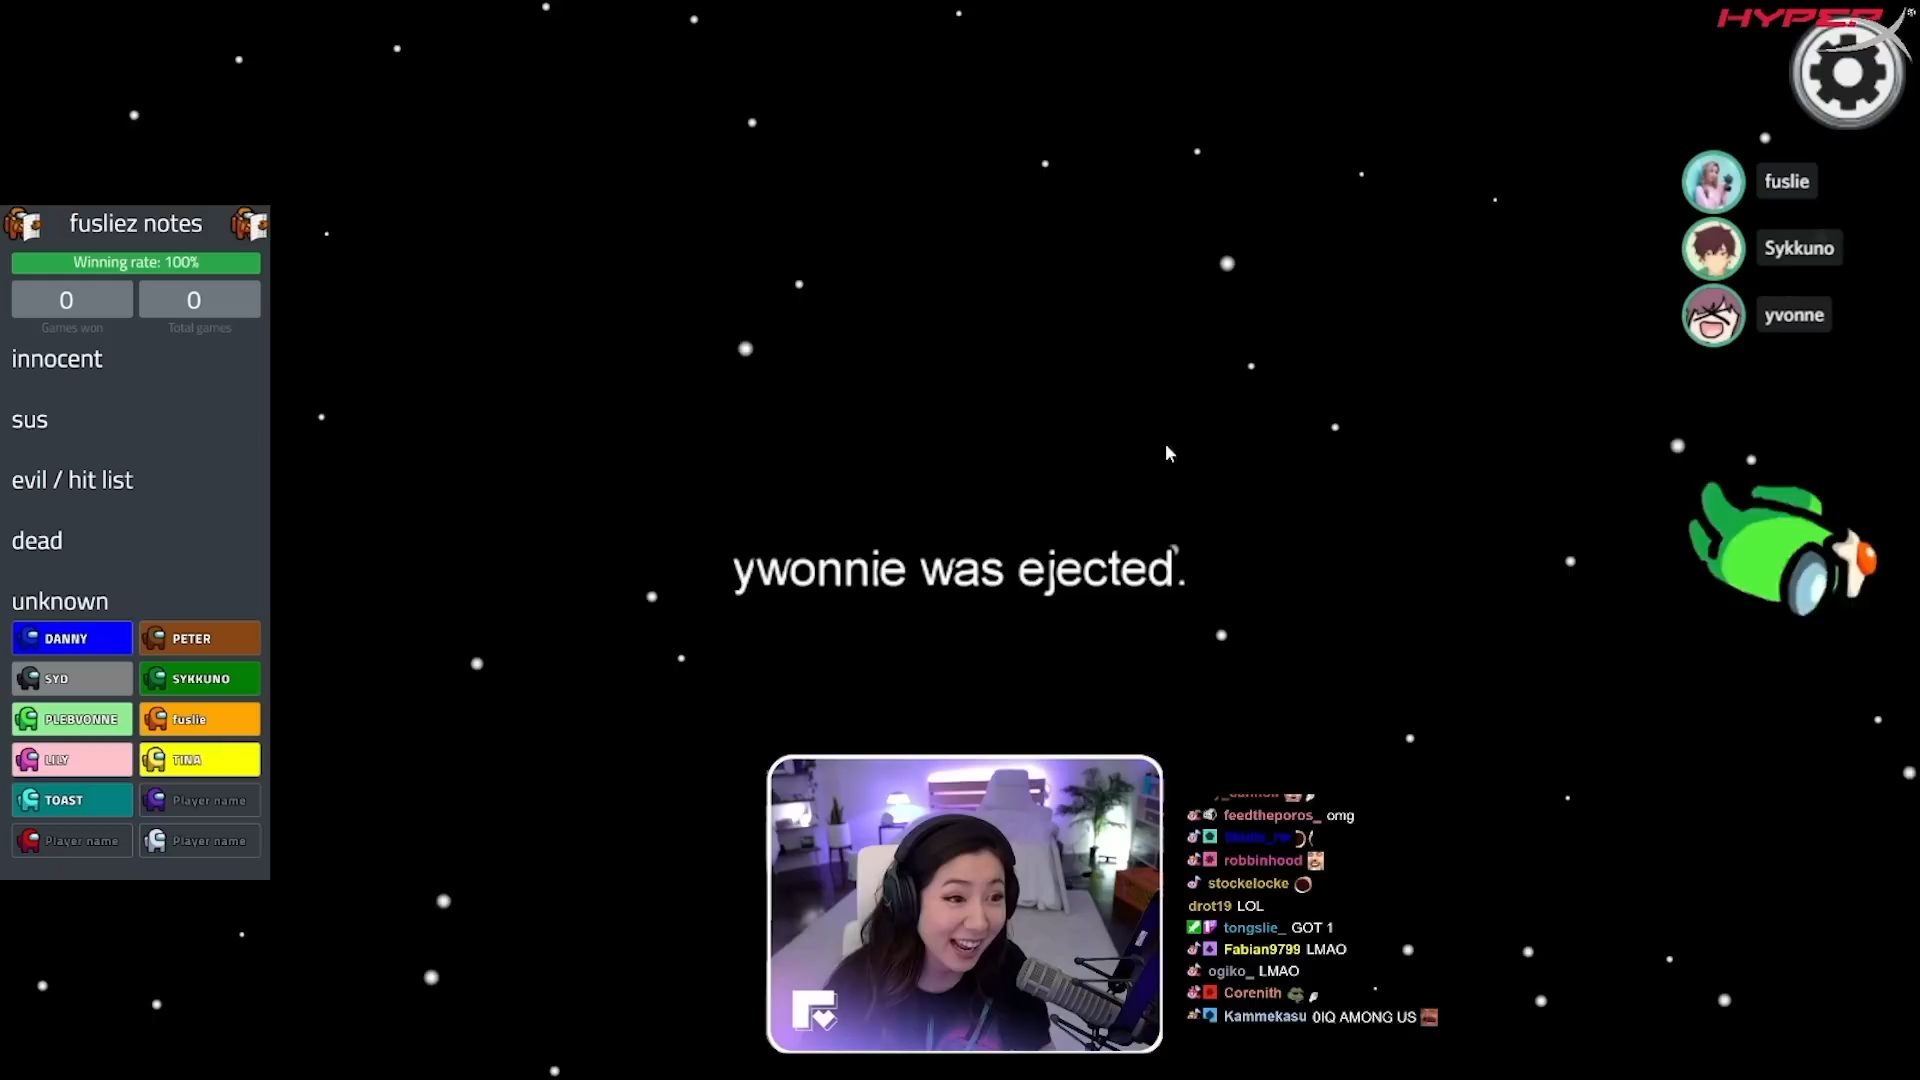 HYPER
fuslie
Sykkuno
yvonne
fusliez notes
Winning rate: 100%
0 0
Games won Total games
innocent
sus
evil / hit list
dead
unknown
DANNY PETER
SYD SYKKUNO
PLEBVONNE fuslie
LILY TINA
TOAST Player name
Player name Player name
ywonnie was ejected.
feedtheporos_ omg
robbinhood
stockelocke
drot19 LOL
tongslie_ GOT 1
Fabian9799 LMAO
ogiko_ LMAO
Corenith
Kammekasu 0IQ AMONG US